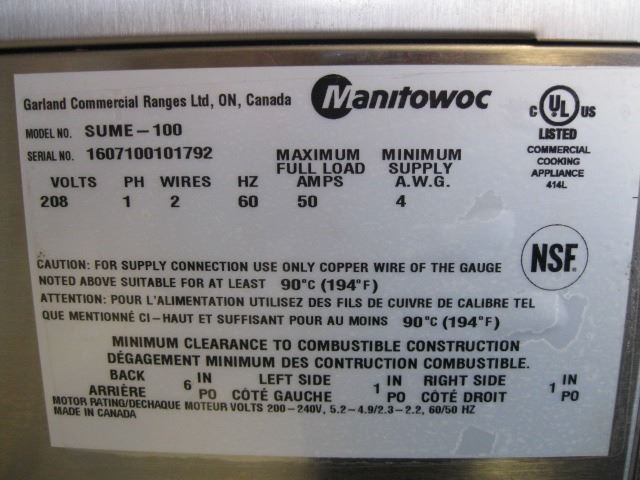 Garland Commercial Ranges Ltd, ON, Canada
Manitowoc
C UL US
LISTED
COMMERCIAL
COOKING
APPLIANCE
414L
MODEL NO. SUME-100
SERIAL NO. 1607100101792
MAXIMUM FULL LOAD AMPS
MINIMUM SUPPLY A.W.G.
VOLTS PH WIRES HZ
208 1 2 60 50 4
NSF
CAUTION: FOR SUPPLY CONNECTION USE ONLY COPPER WIRE OF THE GAUGE
NOTED ABOVE SUITABLE FOR AT LEAST 90°C (194°F)
ATTENTION: POUR L'ALIMENTATION UTILISEZ DES FILS DE CUIVRE DE CALIBRE TEL
QUE MENTIONNÉ CI-HAUT ET SUFFISANT POUR AU MOINS 90°C (194°F)
MINIMUM CLEARANCE TO COMBUSTIBLE CONSTRUCTION
DÉGAGEMENT MINIMUM DES CONTRUCTION COMBUSTIBLE.
BACK 6 IN LEFT SIDE 1 IN RIGHT SIDE 1 IN
ARRIÈRE PO CÔTÉ GAUCHE PO CÔTÉ DROIT PO
MOTOR RATING/DECHAQUE MOTEUR VOLTS 200-240V, 5.2-4.9/2.3-2.2, 60/50 HZ
MADE IN CANADA